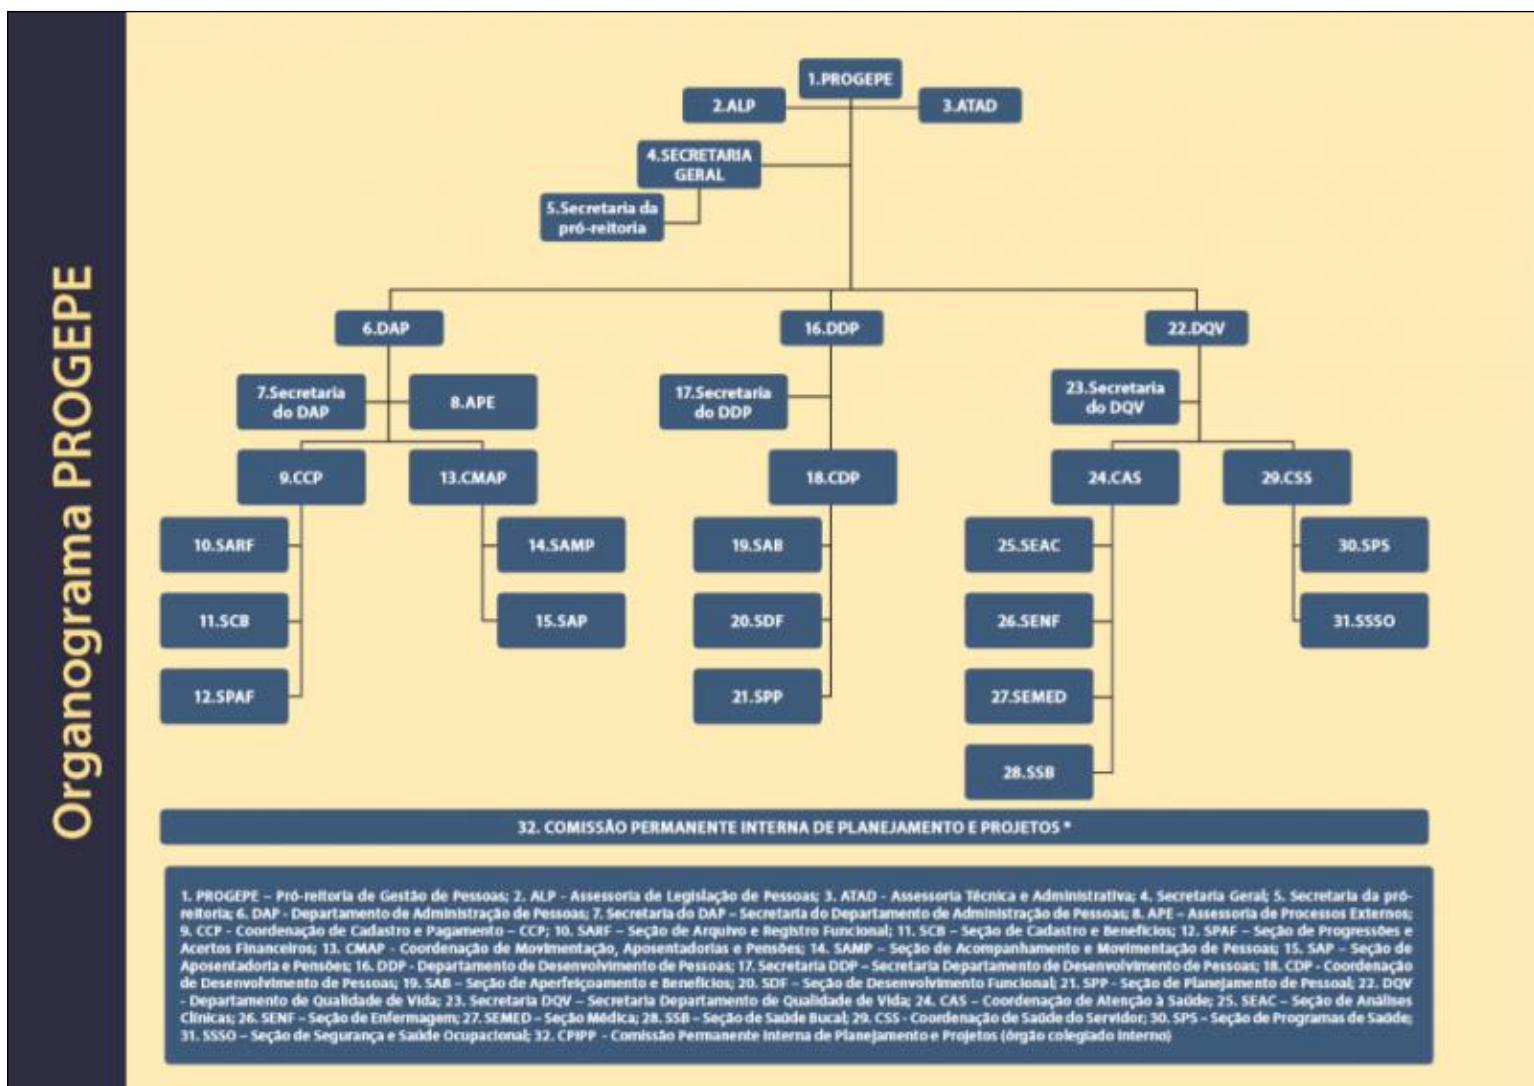 Organograma PROGEPE
1.PROGEPE
2.ALP
3.ATAD
4.SECRETARIA
GERAL
5.Secretaria da
pró-reitoria
6.DAP
16.DDP
22.DQV
7.Secretaria
do DAP
8.APE
17.Secretaria
do DDP
23.Secretaria
do DQV
9.CCP
13.CMAP
18.CDP
24.CAS
29.CSS
10.SARF
14.SAMP
19.SAB
25.SEAC
30.SPS
11.SCB
15.SAP
20.SDF
26.SENF
31.SSSO
12.SPAF
21.SPP
27.SEMED
28.SSB
32. COMISSÃO PERMANENTE INTERNA DE PLANEJAMENTO E PROJETOS *
1. PROGEPE – Pró-reitoria de Gestão de Pessoas; 2. ALP - Assessoria de Legislação de Pessoas; 3. ATAD - Assessoria Técnica e Administrativa; 4. Secretaria Geral; 5. Secretaria da pró-
reitoria; 6. DAP - Departamento de Administração de Pessoas; 7. Secretaria do DAP – Secretaria do Departamento de Administração de Pessoas; 8. APE – Assessoria de Processos Externos;
9. CCP - Coordenação de Cadastro e Pagamento – CCP; 10. SARF – Seção de Arquivo e Registro Funcional; 11. SCB – Seção de Cadastro e Benefícios; 12. SPAF – Seção de Progressões e
Acertos Financeiros; 13. CMAP - Coordenação de Movimentação, Aposentadorias e Pensões; 14. SAMP – Seção de Acompanhamento e Movimentação de Pessoas; 15. SAP – Seção de
Aposentadoria e Pensões; 16. DDP - Departamento de Desenvolvimento de Pessoas; 17. Secretaria DDP – Secretaria Departamento de Desenvolvimento de Pessoas; 18. CDP - Coordenação
de Desenvolvimento de Pessoas; 19. SAB – Seção de Aperfeiçoamento e Benefícios; 20. SDF – Seção de Desenvolvimento Funcional; 21. SPP - Seção de Planejamento de Pessoal; 22. DQV
- Departamento de Qualidade de Vida; 23. Secretaria DQV – Secretaria Departamento de Qualidade de Vida; 24. CAS – Coordenação de Atenção à Saúde; 25. SEAC – Seção de Análises
Clínicas; 26. SENF – Seção de Enfermagem; 27. SEMED – Seção Médica; 28. SSB – Seção de Saúde Bucal; 29. CSS - Coordenação de Saúde do Servidor; 30. SPS – Seção de Programas de Saúde;
31. SSSO – Seção de Segurança e Saúde Ocupacional; 32. CPIPP - Comissão Permanente Interna de Planejamento e Projetos (órgão colegiado interno)